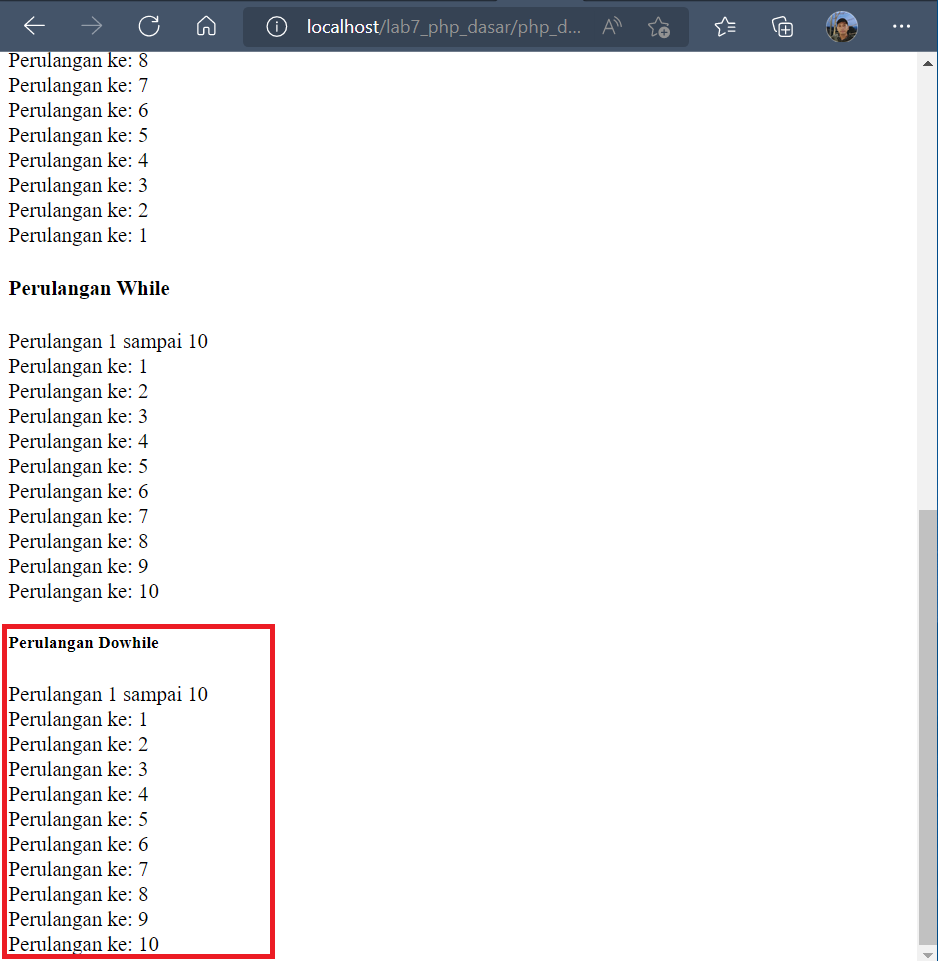 localhost/lab7_php_dasar/php_d...
Perulangan ke: 8
Perulangan ke: 7
Perulangan ke: 6
Perulangan ke: 5
Perulangan ke: 4
Perulangan ke: 3
Perulangan ke: 2
Perulangan ke: 1
Perulangan While
Perulangan 1 sampai 10
Perulangan ke: 1
Perulangan ke: 2
Perulangan ke: 3
Perulangan ke: 4
Perulangan ke: 5
Perulangan ke: 6
Perulangan ke: 7
Perulangan ke: 8
Perulangan ke: 9
Perulangan ke: 10
Perulangan Dowhile
Perulangan 1 sampai 10
Perulangan ke: 1
Perulangan ke: 2
Perulangan ke: 3
Perulangan ke: 4
Perulangan ke: 5
Perulangan ke: 6
Perulangan ke: 7
Perulangan ke: 8
Perulangan ke: 9
Perulangan ke: 10